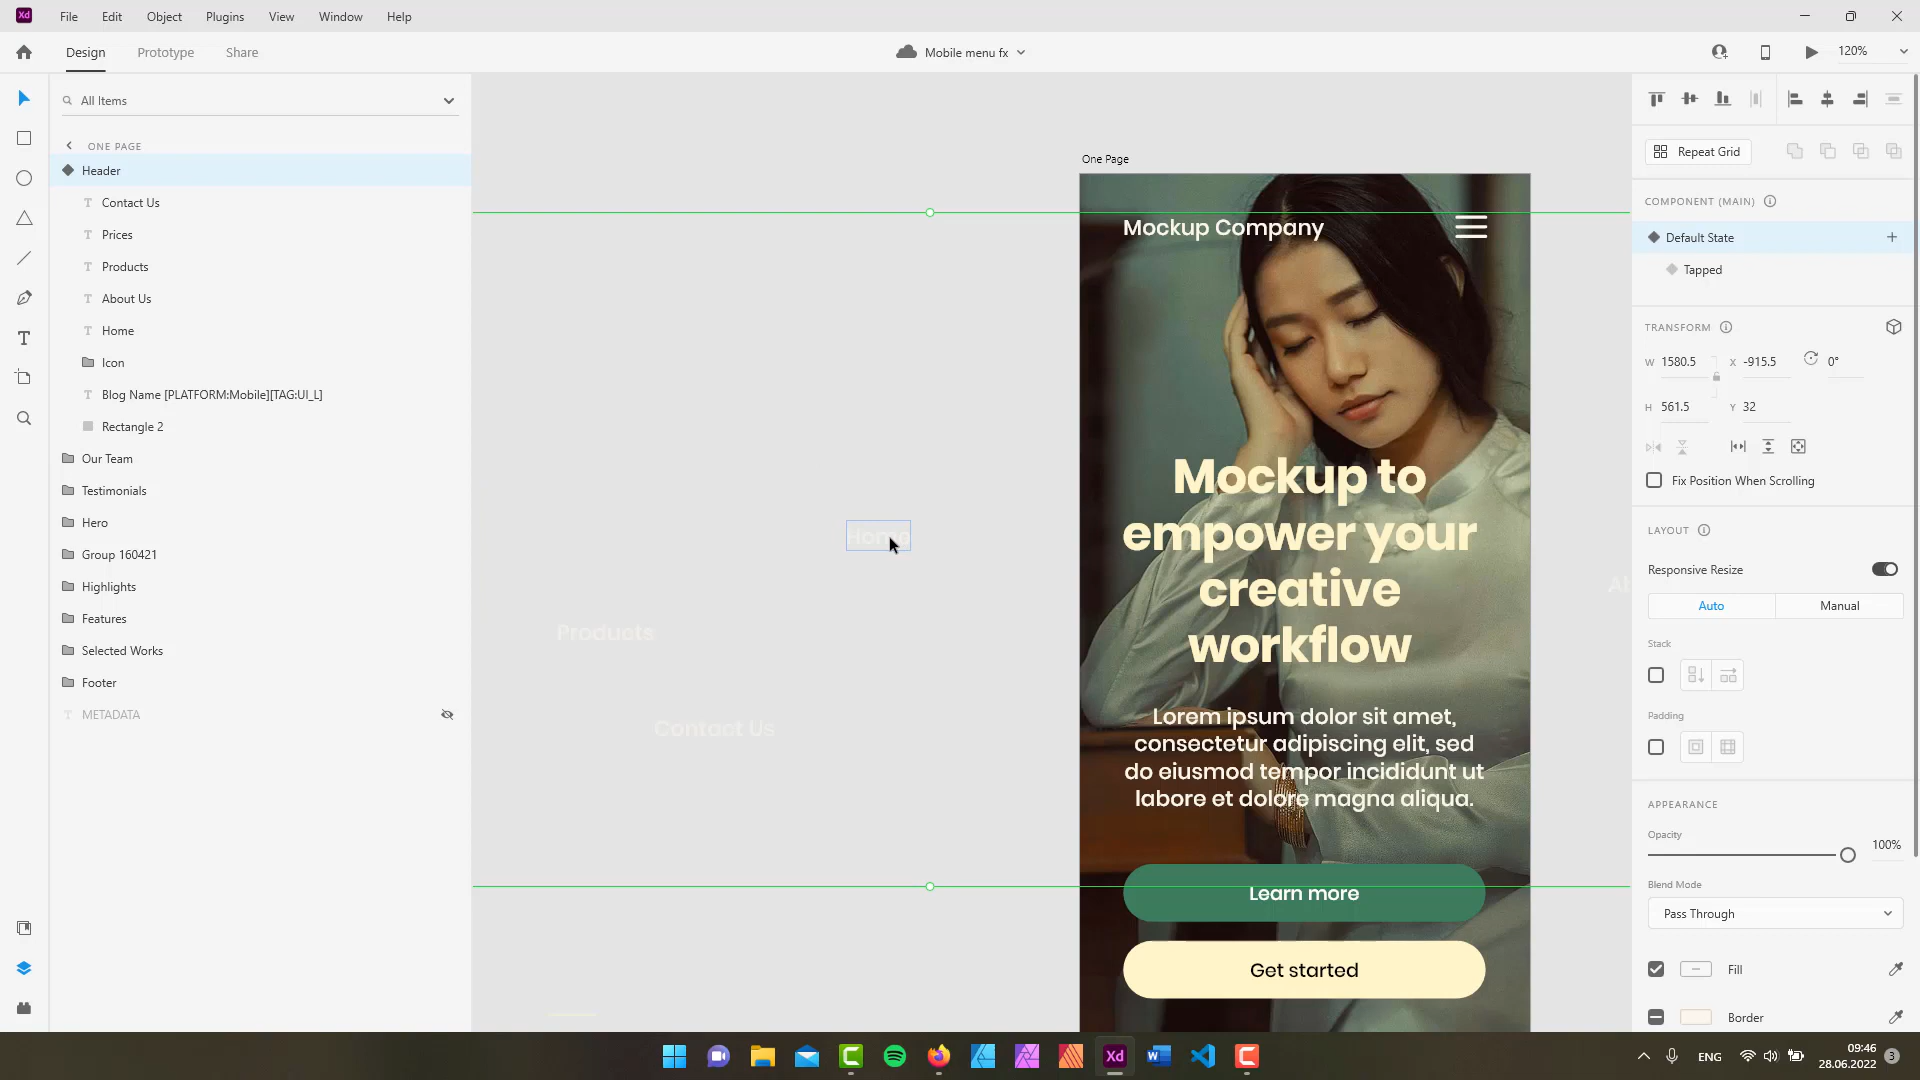 File Edit Object Plugins View Window Help
Design Prototype Share
Mobile menu fx
120%
All Items
ONE PAGE
Header
Contact Us
Prices
Products
About Us
Home
Icon
Blog Name [PLATFORM:Mobile][TAG:UI_L]
Rectangle 2
Our Team
Testimonials
Hero
Group 160421
Highlights
Features
Selected Works
Footer
METADATA
One Page
Mockup Company
Mockup to
empower your
creative
workflow
Lorem ipsum dolor sit amet,
consectetur adipiscing elit, sed
do eiusmod tempor incididunt ut
labore et dolore magna aliqua.
Learn more
Get started
Home
Products
Contact Us
Repeat Grid
COMPONENT (MAIN)
Default State
Tapped
TRANSFORM
W 1580.5 X -915.5 0°
H 561.5 Y 32
Fix Position When Scrolling
LAYOUT
Responsive Resize
Auto Manual
Stack
Padding
APPEARANCE
Opacity
100%
Blend Mode
Pass Through
Fill
Border
Xd
ENG
09:46
28.06.2022
3